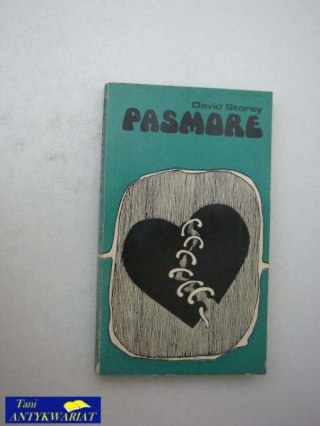 David Storey
PASMORE
Tani
ANTYKWARIAT